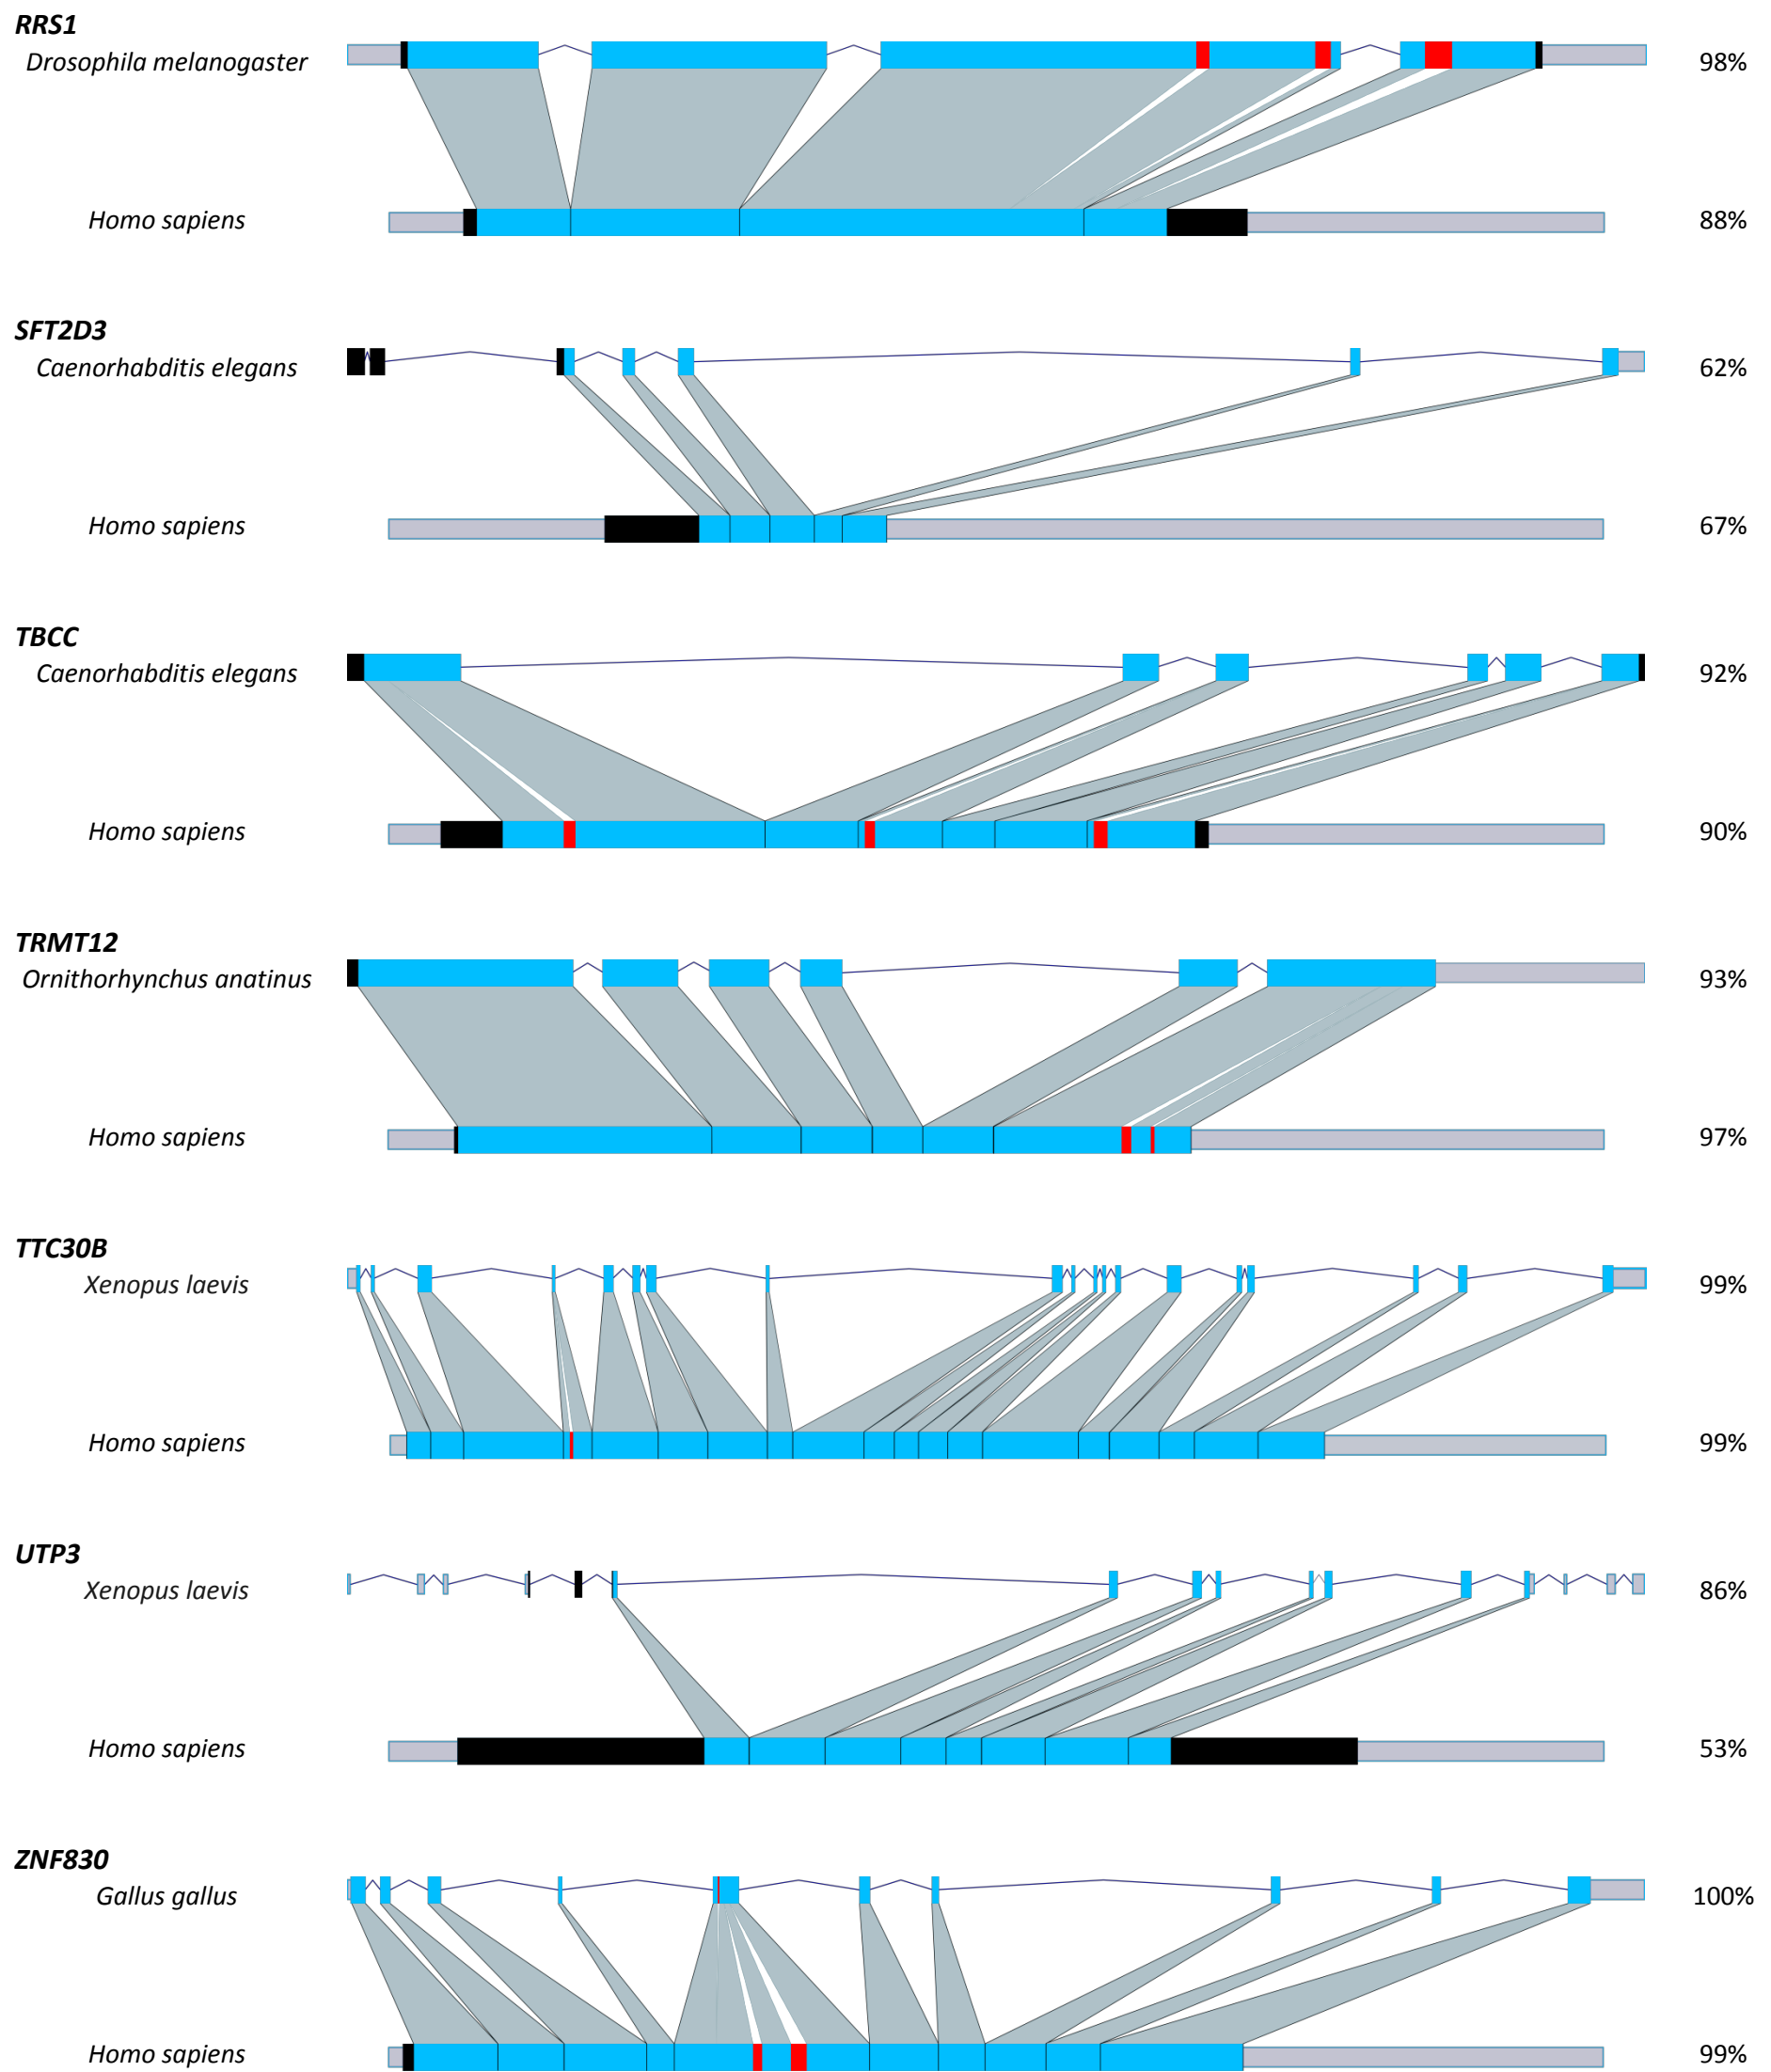 RRS1
Drosophila melanogaster 98%
Homo sapiens 88%
SFT2D3
Caenorhabditis elegans 62%
Homo sapiens 67%
TBCC
Caenorhabditis elegans 92%
Homo sapiens 90%
TRMT12
Ornithorhynchus anatinus 93%
Homo sapiens 97%
TTC30B
Xenopus laevis 99%
Homo sapiens 99%
UTP3
Xenopus laevis 86%
Homo sapiens 53%
ZNF830
Gallus gallus 100%
Homo sapiens 99%